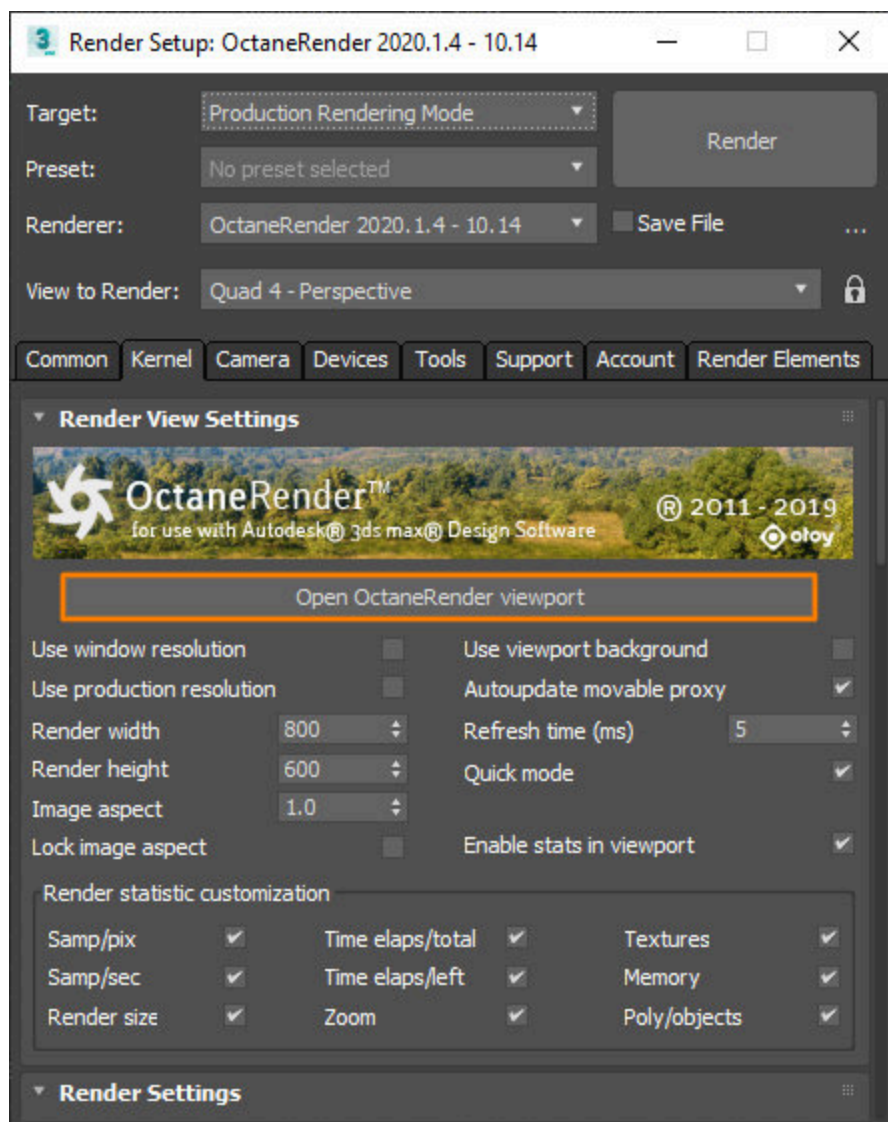 3 Render Setup: OctaneRender 2020.1.4 - 10.14
Target: Production Rendering Mode
Render
Preset: No preset selected
Renderer: OctaneRender 2020.1.4 - 10.14 Save File ...
View to Render: Quad 4 - Perspective
Common Kernel Camera Devices Tools Support Account Render Elements
Render View Settings
OctaneRender™
for use with Autodesk® 3ds max® Design Software
® 2011 - 2019
otoy
Open OctaneRender viewport
Use window resolution Use viewport background
Use production resolution Autoupdate movable proxy
Render width 800 Refresh time (ms) 5
Render height 600 Quick mode
Image aspect 1.0
Lock image aspect Enable stats in viewport
Render statistic customization
Samp/pix Time elaps/total Textures
Samp/sec Time elaps/left Memory
Render size Zoom Poly/objects
Render Settings